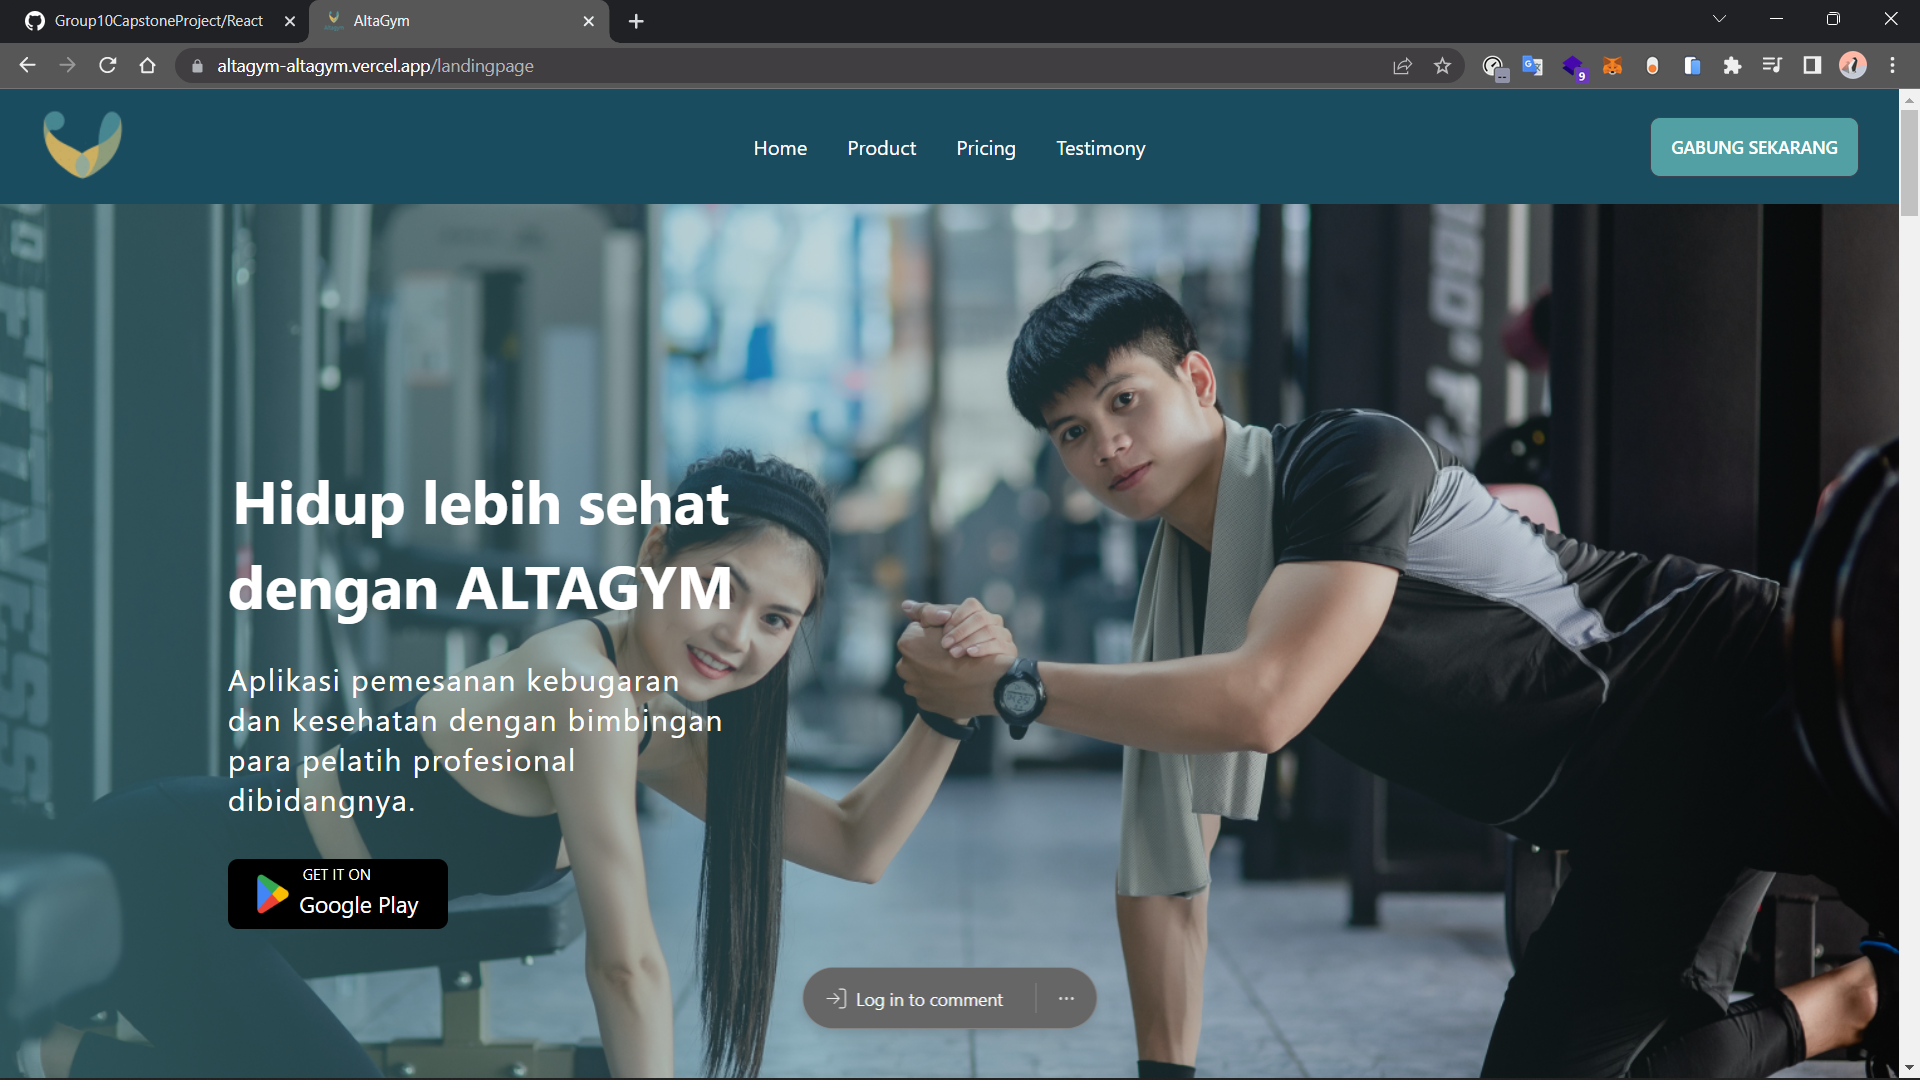 Group10CapstoneProject/React
AltaGym
altagym-altagym.vercel.app/landingpage
9
Home
Product
Pricing
Testimony
GABUNG SEKARANG
Hidup lebih sehat
dengan ALTAGYM
Aplikasi pemesanan kebugaran
dan kesehatan dengan bimbingan
para pelatih profesional
dibidangnya.
GET IT ON
Google Play
Log in to comment
FITNESS